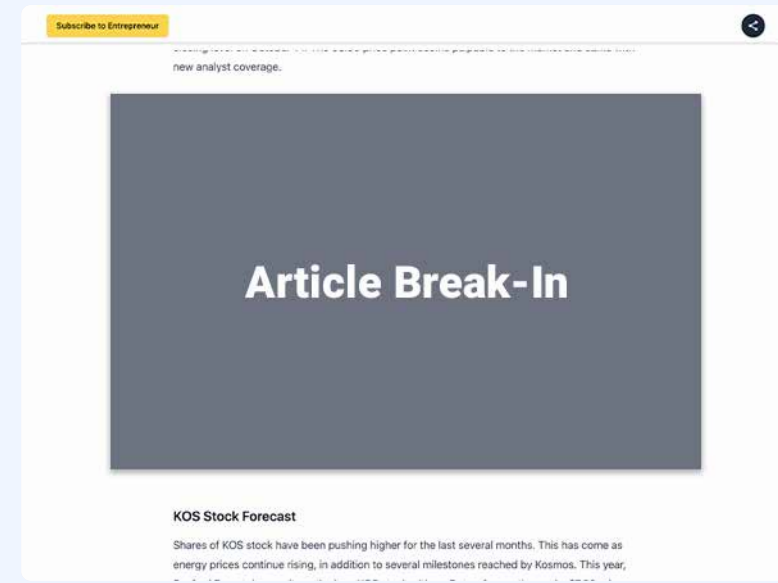 Subscribe to Entrepreneur
new analyst coverage.
Article Break-In
KOS Stock Forecast
Shares of KOS stock have been pushing higher for the last several months. This has come as
energy prices continue rising, in addition to several milestones reached by Kosmos. This year,